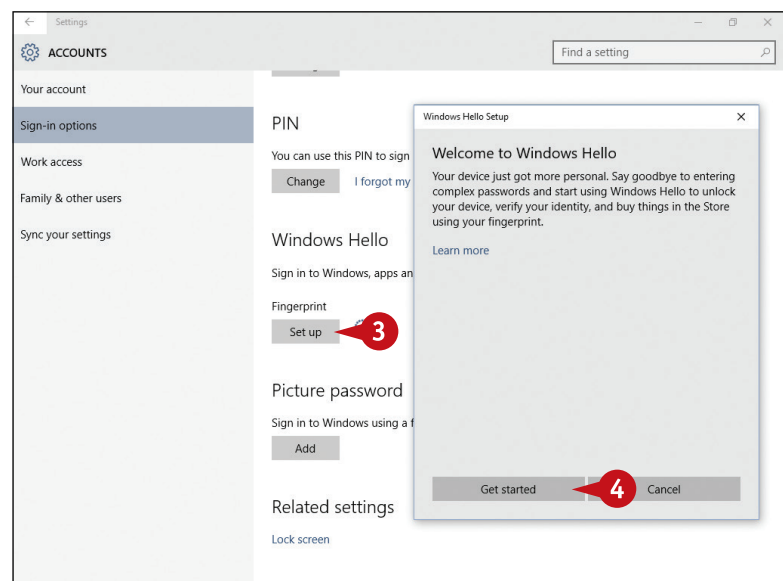 Settings
ACCOUNTS
Find a setting
Your account
Sign-in options
Work access
Family & other users
Sync your settings
PIN
You can use this PIN to sign
Change
I forgot my
Windows Hello
Sign in to Windows, apps an
Fingerprint
Set up
3
Picture password
Sign in to Windows using a f
Add
Related settings
Lock screen
Windows Hello Setup
Welcome to Windows Hello
Your device just got more personal. Say goodbye to entering
complex passwords and start using Windows Hello to unlock
your device, verify your identity, and buy things in the Store
using your fingerprint.
Learn more
Get started
4
Cancel